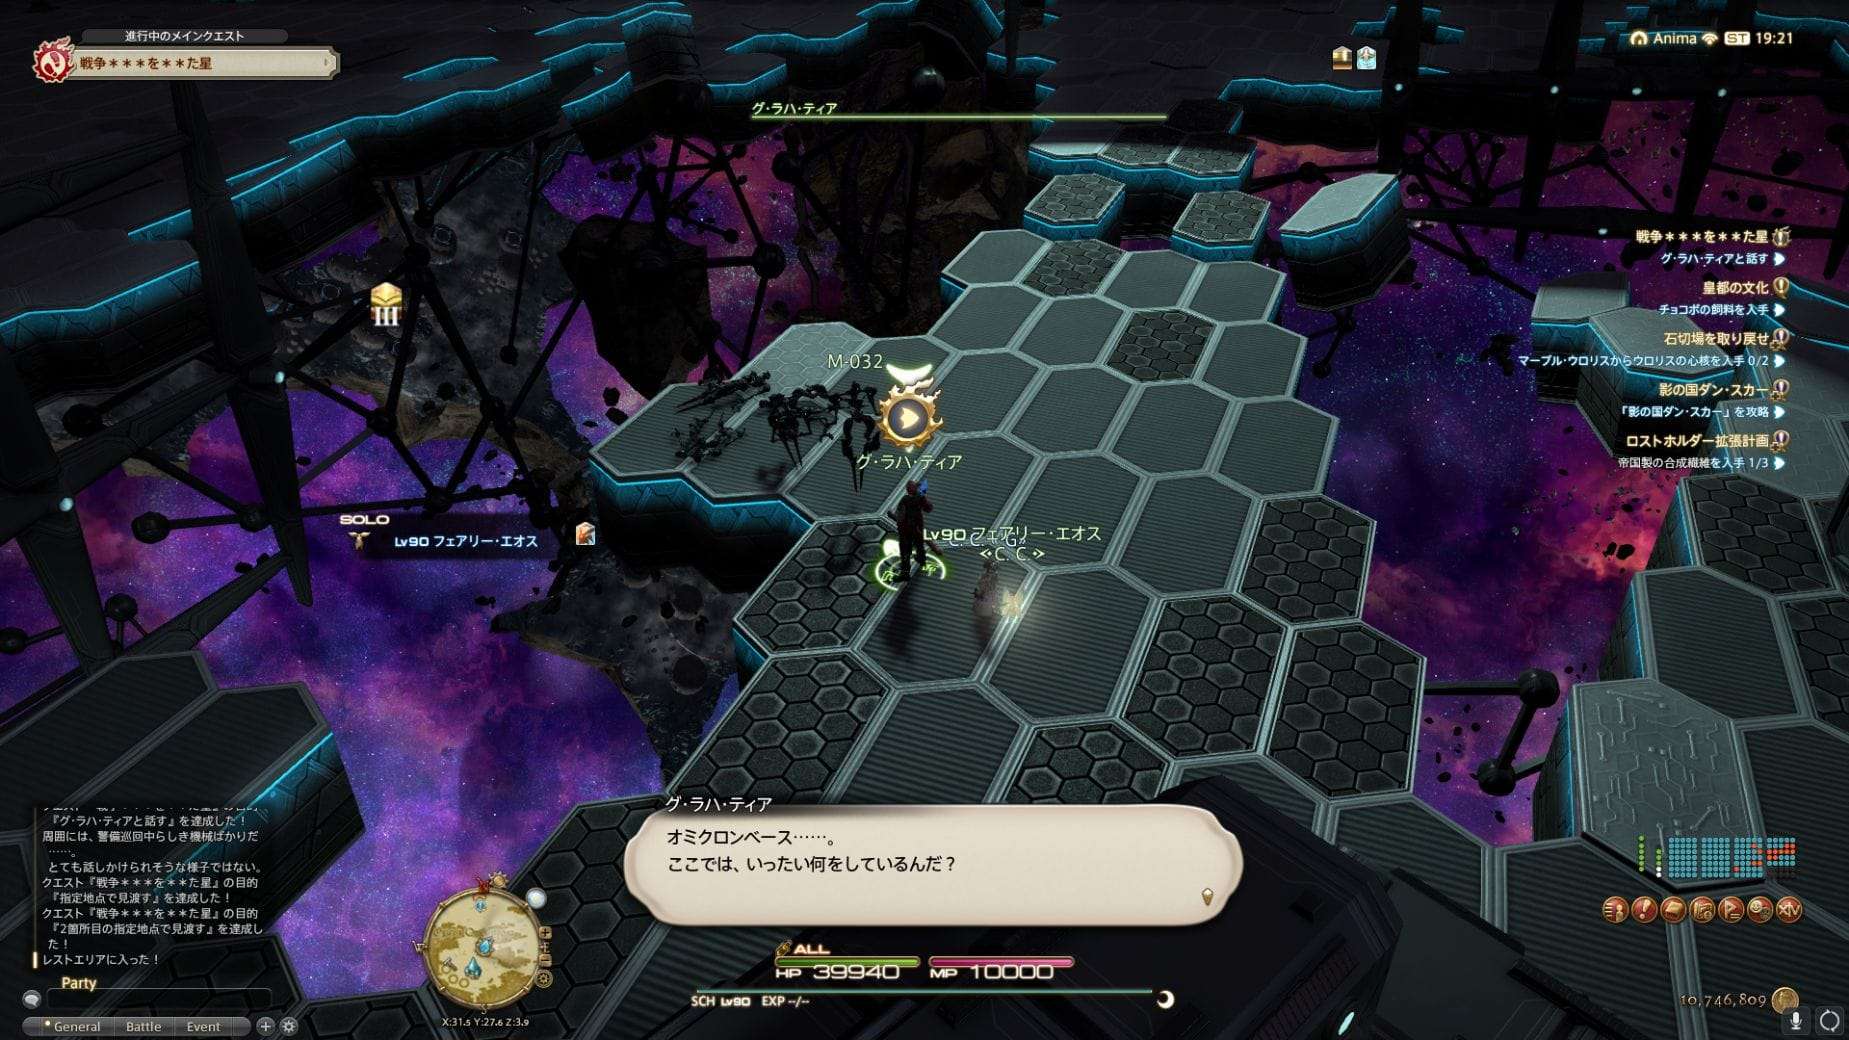 進行中のメインクエスト
戦争＊＊＊を＊＊た星
Anima ST 19:21
グ・ラハ・ティア
戦争＊＊＊を＊＊た星
グ・ラハ・ティアと話す
皇都の文化
チョコボの飼料を入手
石切場を取り戻せ
マーブル・ウロリスからウロリスの心核を入手 0/2
影の国ダン・スカー
「影の国ダン・スカー」を攻略
ロストホルダー拡張計画
帝国製の合成繊維を入手 1/3
III
M-032
グ・ラハ・ティア
SOLO
Lv90 フェアリー・エオス
Lv90 フェアリー・エオス
グ・ラハ・ティア
オミクロンベース……。
ここでは、いったい何をしているんだ？
『グ・ラハ・ティアと話す』を達成した！
周囲には、警備巡回中らしき機械ばかりだ
……。
とても話しかけられそうな様子ではない。
クエスト『戦争＊＊＊を＊＊た星』の目的
『指定地点で見渡す』を達成した！
クエスト『戦争＊＊＊を＊＊た星』の目的
『2箇所目の指定地点で見渡す』を達成し
た！
レストエリアに入った！
Party
General Battle Event
X:31.5 Y:27.6 Z:3.9
ALL
HP 39940 MP 10000
SCH Lv90 EXP --/--
10,746,809